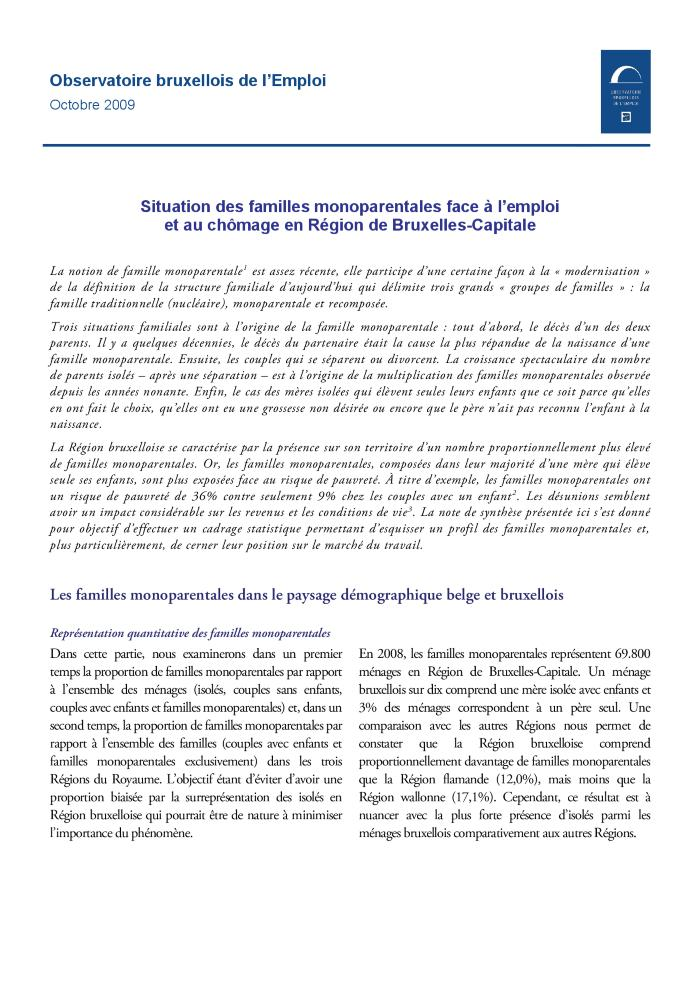 Observatoire bruxellois de l'Emploi
Octobre 2009
OBSERVATOIRE
BRUXELLOIS
DE L'EMPLOI
Situation des familles monoparentales face à l'emploi
et au chômage en Région de Bruxelles-Capitale
La notion de famille monoparentale¹ est assez récente, elle participe d'une certaine façon à la « modernisation »
de la définition de la structure familiale d'aujourd'hui qui délimite trois grands « groupes de familles » : la
famille traditionnelle (nucléaire), monoparentale et recomposée.
Trois situations familiales sont à l'origine de la famille monoparentale : tout d'abord, le décès d'un des deux
parents. Il y a quelques décennies, le décès du partenaire était la cause la plus répandue de la naissance d'une
famille monoparentale. Ensuite, les couples qui se séparent ou divorcent. La croissance spectaculaire du nombre
de parents isolés – après une séparation – est à l'origine de la multiplication des familles monoparentales observée
depuis les années nonante. Enfin, le cas des mères isolées qui élèvent seules leurs enfants que ce soit parce qu'elles
en ont fait le choix, qu'elles ont eu une grossesse non désirée ou encore que le père n'ait pas reconnu l'enfant à la
naissance.
La Région bruxelloise se caractérise par la présence sur son territoire d'un nombre proportionnellement plus élevé
de familles monoparentales. Or, les familles monoparentales, composées dans leur majorité d'une mère qui élève
seule ses enfants, sont plus exposées face au risque de pauvreté. À titre d'exemple, les familles monoparentales ont
un risque de pauvreté de 36% contre seulement 9% chez les couples avec un enfant². Les désunions semblent
avoir un impact considérable sur les revenus et les conditions de vie³. La note de synthèse présentée ici s'est donné
pour objectif d'effectuer un cadrage statistique permettant d'esquisser un profil des familles monoparentales et,
plus particulièrement, de cerner leur position sur le marché du travail.
Les familles monoparentales dans le paysage démographique belge et bruxellois
Représentation quantitative des familles monoparentales
Dans cette partie, nous examinerons dans un premier
temps la proportion de familles monoparentales par rapport
à l'ensemble des ménages (isolés, couples sans enfants,
couples avec enfants et familles monoparentales) et, dans un
second temps, la proportion de familles monoparentales par
rapport à l'ensemble des familles (couples avec enfants et
familles monoparentales exclusivement) dans les trois
Régions du Royaume. L'objectif étant d'éviter d'avoir une
proportion biaisée par la surreprésentation des isolés en
Région bruxelloise qui pourrait être de nature à minimiser
l'importance du phénomène.
En 2008, les familles monoparentales représentent 69.800
ménages en Région de Bruxelles-Capitale. Un ménage
bruxellois sur dix comprend une mère isolée avec enfants et
3% des ménages correspondent à un père seul. Une
comparaison avec les autres Régions nous permet de
constater que la Région bruxelloise comprend
proportionnellement davantage de familles monoparentales
que la Région flamande (12,0%), mais moins que la
Région wallonne (17,1%). Cependant, ce résultat est à
nuancer avec la plus forte présence d'isolés parmi les
ménages bruxellois comparativement aux autres Régions.